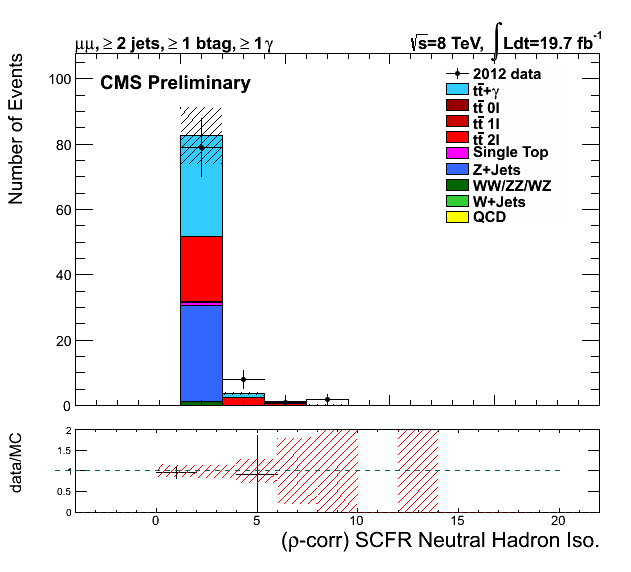 μμ, ≥ 2 jets, ≥ 1 btag, ≥ 1 γ
√s=8 TeV, ∫ Ldt=19.7 fb⁻¹
CMS Preliminary
2012 data
tt̄+γ
tt̄ 0l
tt̄ 1l
tt̄ 2l
Single Top
Z+Jets
WW/ZZ/WZ
W+Jets
QCD
Number of Events
100
80
60
40
20
0
data/MC
2
1.5
1
0.5
0
0 5 10 15 20
(ρ-corr) SCFR Neutral Hadron Iso.